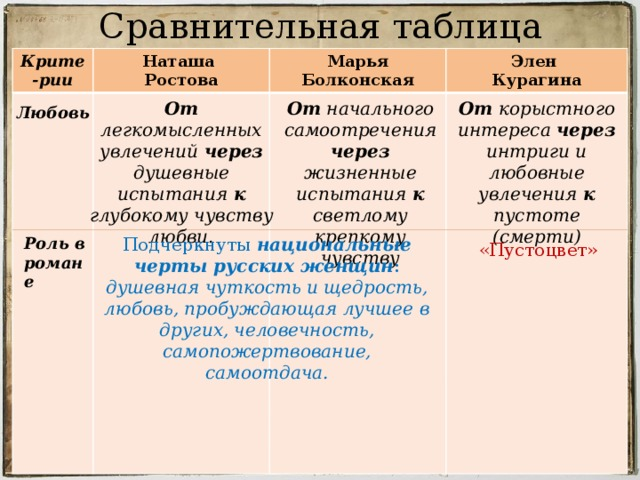 Сравнительная таблица
Крите
-рии
Наташа
Ростова
Марья
Болконская
Элен
Курагина
Любовь
От
легкомысленных
увлечений через
душевные
испытания к
глубокому чувству
любви.
От начального
самоотречения
через
жизненные
испытания к
светлому
крепкому
чувству
От корыстного
интереса через
интриги и
любовные
увлечения к
пустоте
(смерти)
Роль в
роман
е
Подчеркнуты национальные
черты русских женщин:
душевная чуткость и щедрость,
любовь, пробуждающая лучшее в
других, человечность,
самопожертвование,
самоотдача.
«Пустоцвет»